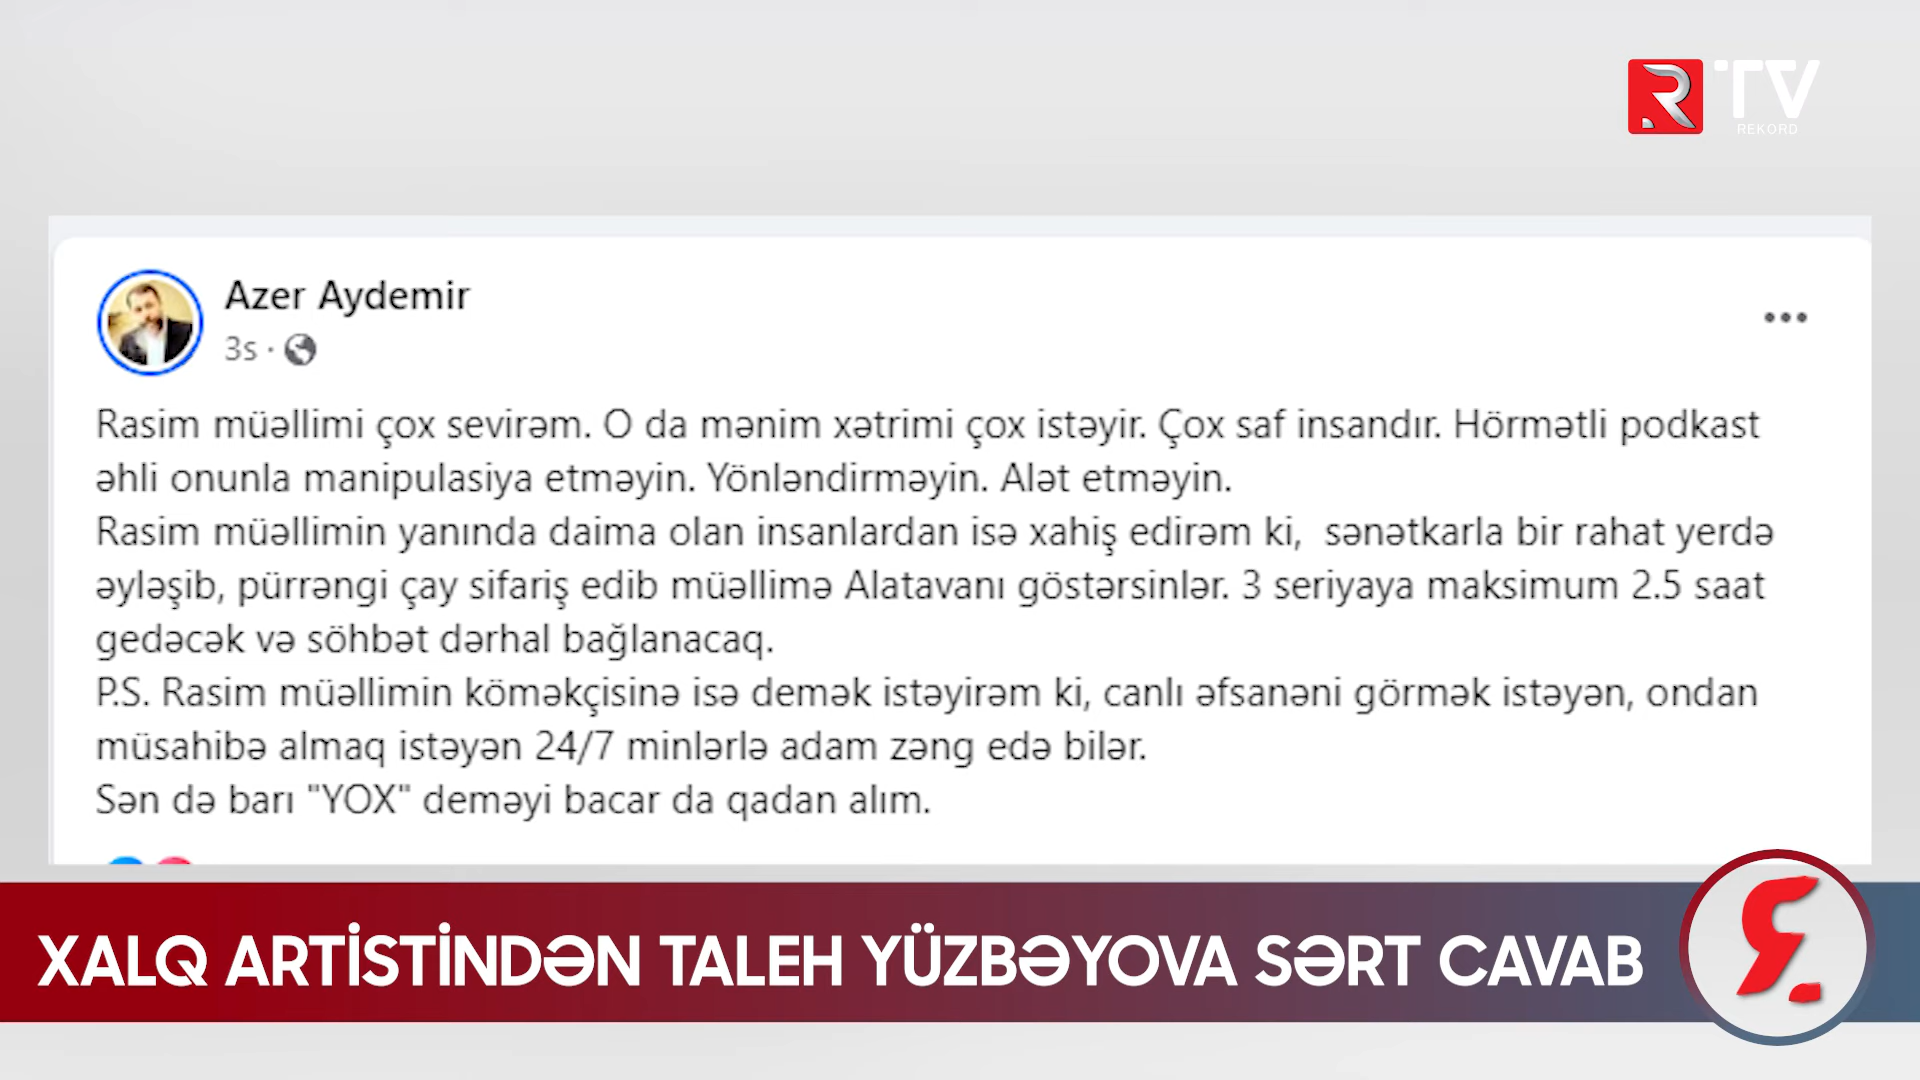 R TV
REKORD
Azer Aydemir
3s ·
Rasim müəllimi çox sevirəm. O da mənim xətrimi çox istəyir. Çox saf insandır. Hörmətli podkast
əhli onunla manipulasiya etməyin. Yönləndirməyin. Alət etməyin.
Rasim müəllimin yanında daima olan insanlardan isə xahiş edirəm ki,  sənətkarla bir rahat yerdə
əyləşib, pürrəngi çay sifariş edib müəllimə Alatavanı göstərsinlər. 3 seriyaya maksimum 2.5 saat
gedəcək və söhbət dərhal bağlanacaq.
P.S. Rasim müəllimin köməkçisinə isə demək istəyirəm ki, canlı əfsanəni görmək istəyən, ondan
müsahibə almaq istəyən 24/7 minlərlə adam zəng edə bilər.
Sən də barı "YOX" deməyi bacar da qadan alım.
XALQ ARTİSTİNDƏN TALEH YÜZBƏYOVA SƏRT CAVAB